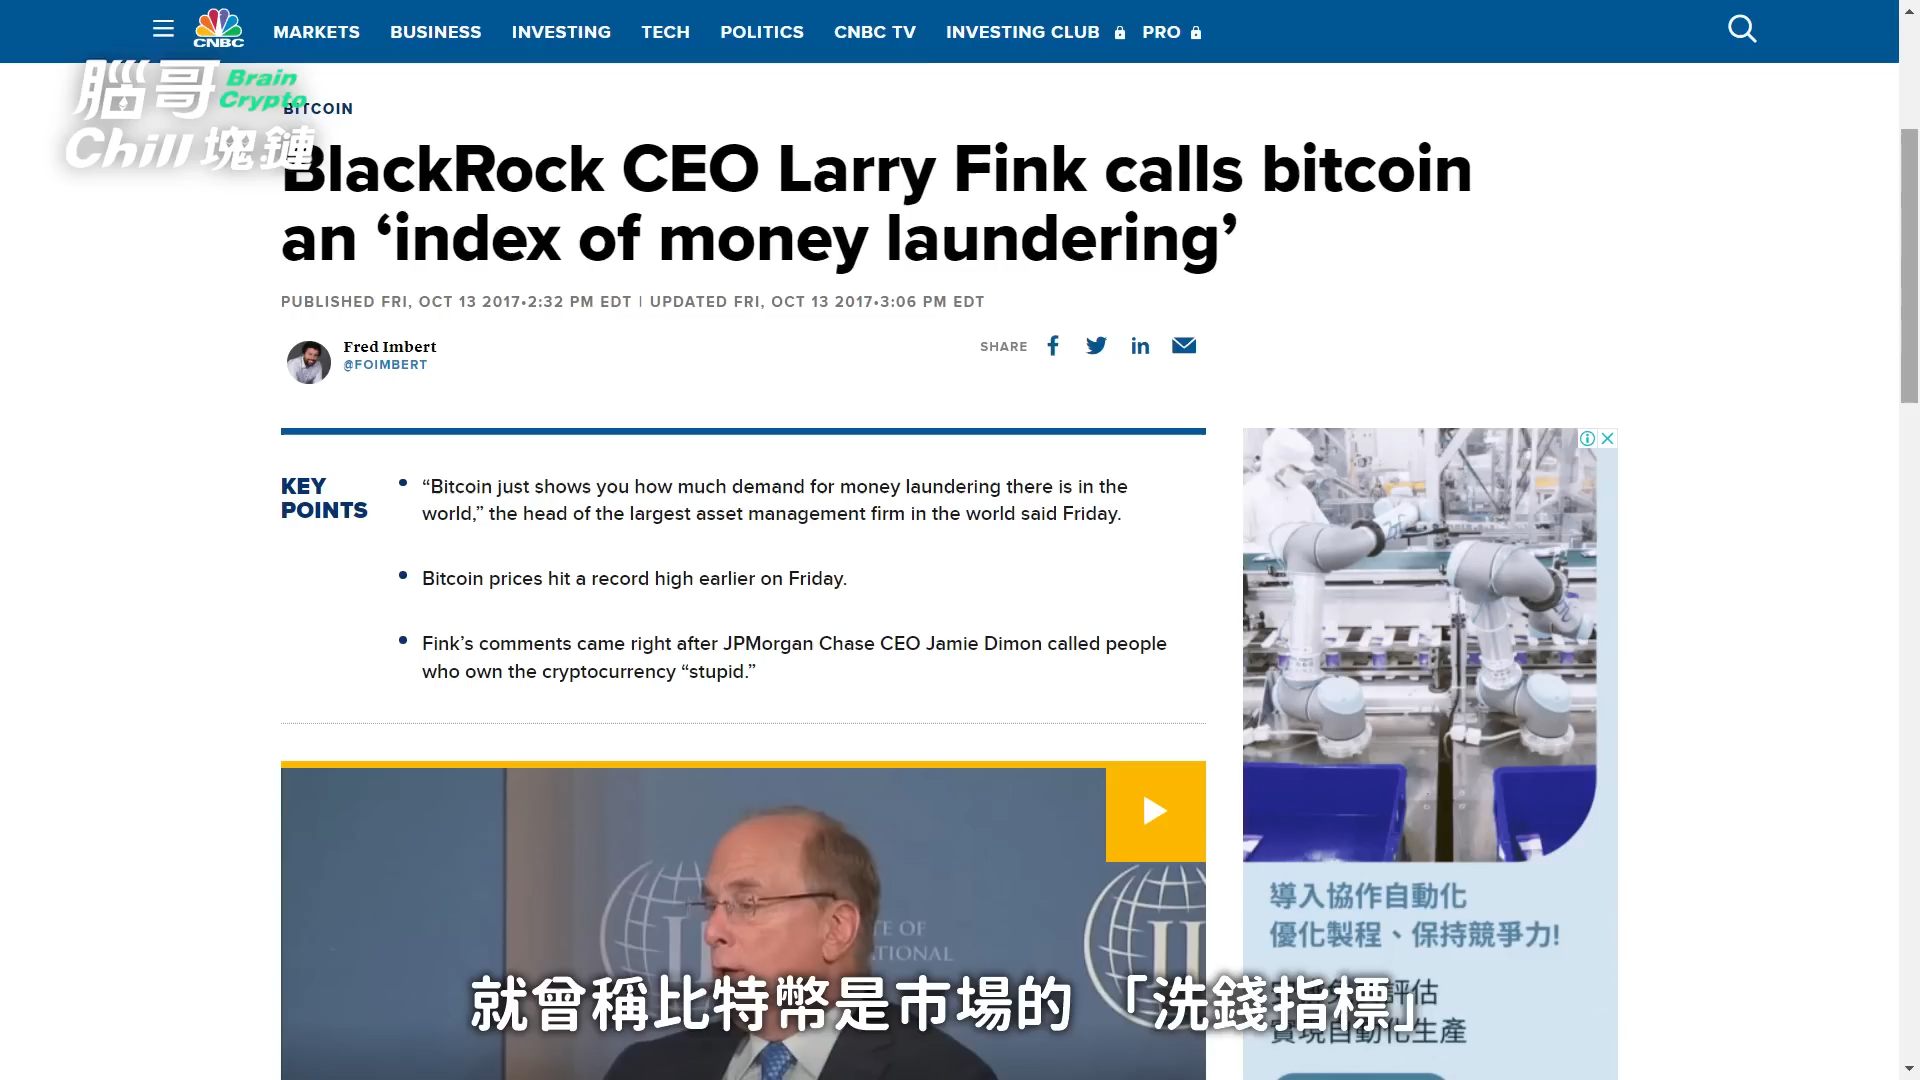 CNBC
MARKETS BUSINESS INVESTING TECH POLITICS CNBC TV INVESTING CLUB PRO
腦哥 Brain Crypto
Chill 塊鏈
BITCOIN
BlackRock CEO Larry Fink calls bitcoin
an ‘index of money laundering’
PUBLISHED FRI, OCT 13 2017•2:32 PM EDT | UPDATED FRI, OCT 13 2017•3:06 PM EDT
Fred Imbert
@FOIMBERT
SHARE
KEY
POINTS
“Bitcoin just shows you how much demand for money laundering there is in the
world,” the head of the largest asset management firm in the world said Friday.
Bitcoin prices hit a record high earlier on Friday.
Fink’s comments came right after JPMorgan Chase CEO Jamie Dimon called people
who own the cryptocurrency “stupid.”
導入協作自動化
優化製程、保持競爭力!
評估
實現自動化生產
就曾稱比特幣是市場的「洗錢指標」